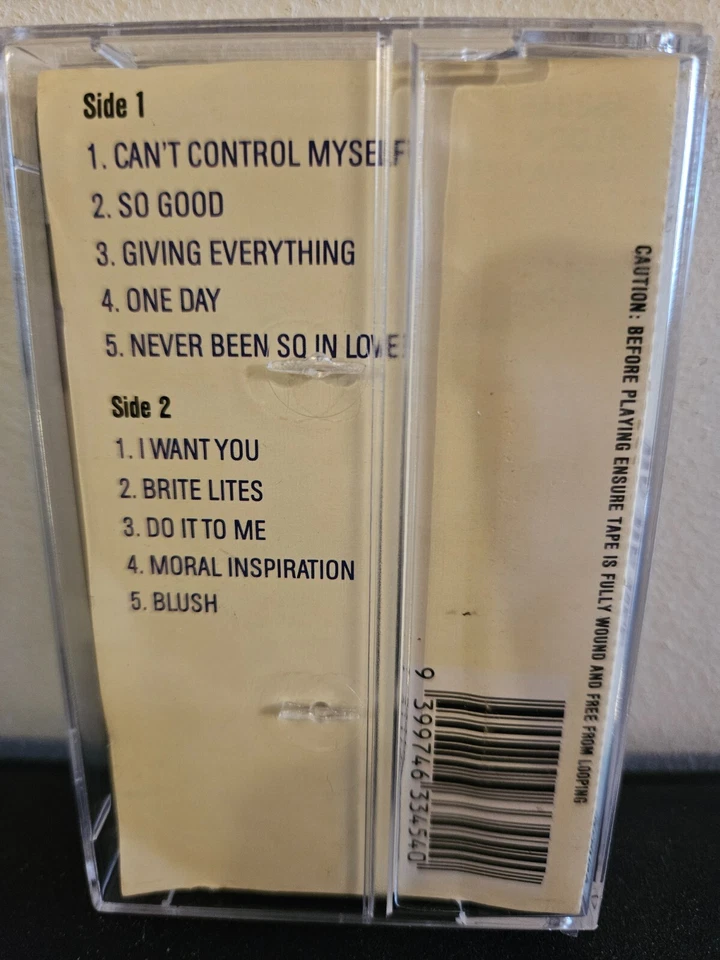 Side 1
1. CAN'T CONTROL MYSELF
2. SO GOOD
3. GIVING EVERYTHING
4. ONE DAY
5. NEVER BEEN SO IN LOVE
Side 2
1. I WANT YOU
2. BRITE LITES
3. DO IT TO ME
4. MORAL INSPIRATION
5. BLUSH
CAUTION: BEFORE PLAYING ENSURE TAPE IS FULLY WOUND AND FREE FROM LOOPING
9 399746 334540